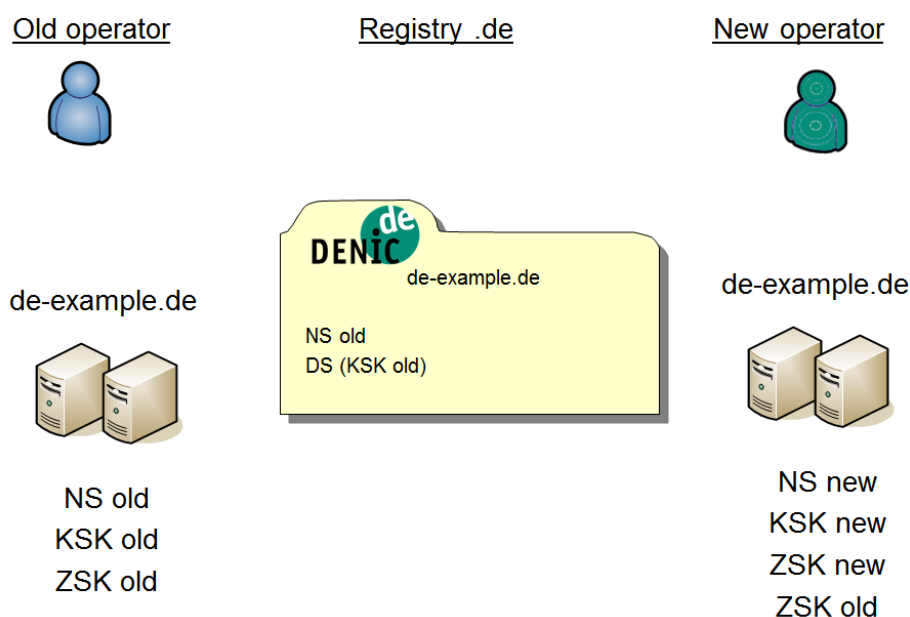 Old operator
Registry .de
New operator
de
DENIC
de-example.de
NS old
DS (KSK old)
de-example.de
NS old
KSK old
ZSK old
de-example.de
NS new
KSK new
ZSK new
ZSK old